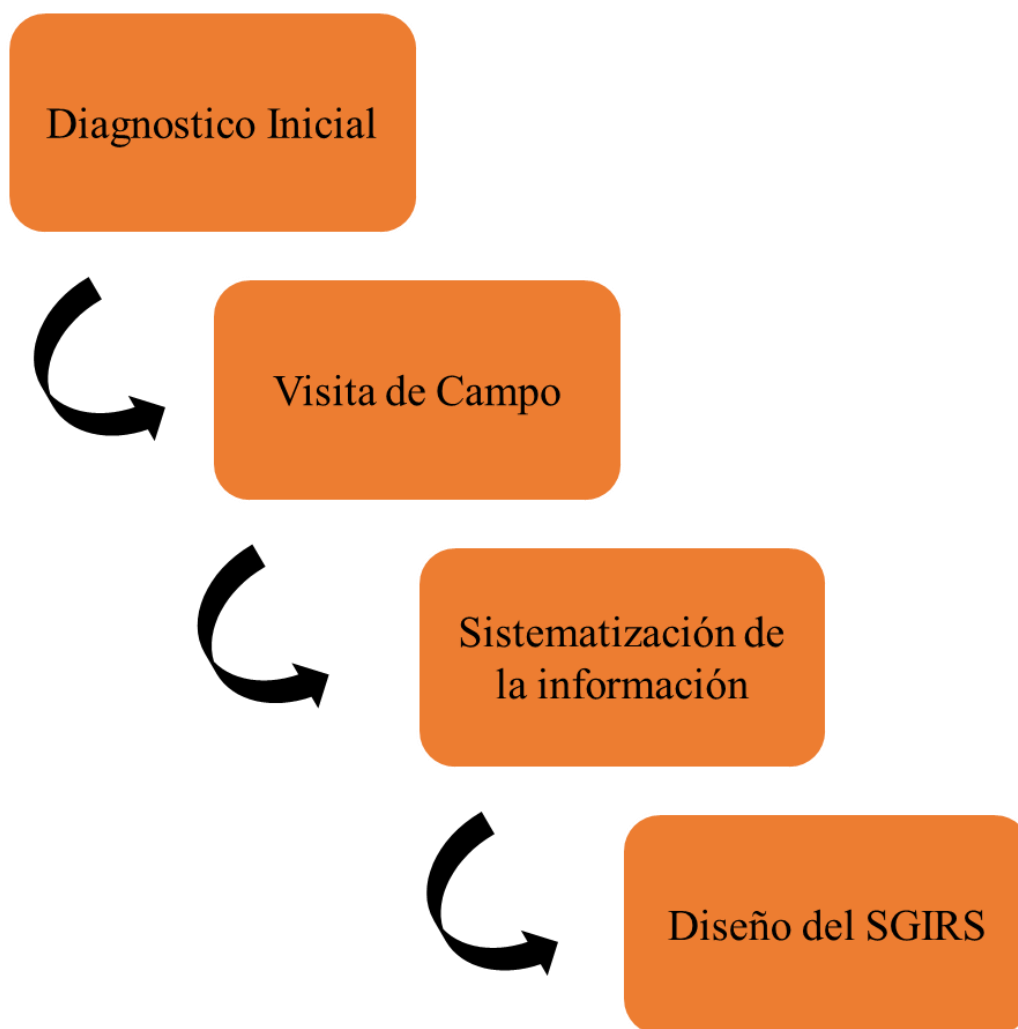 Diagnostico Inicial
Visita de Campo
Sistematización de
la información
Diseño del SGIRS